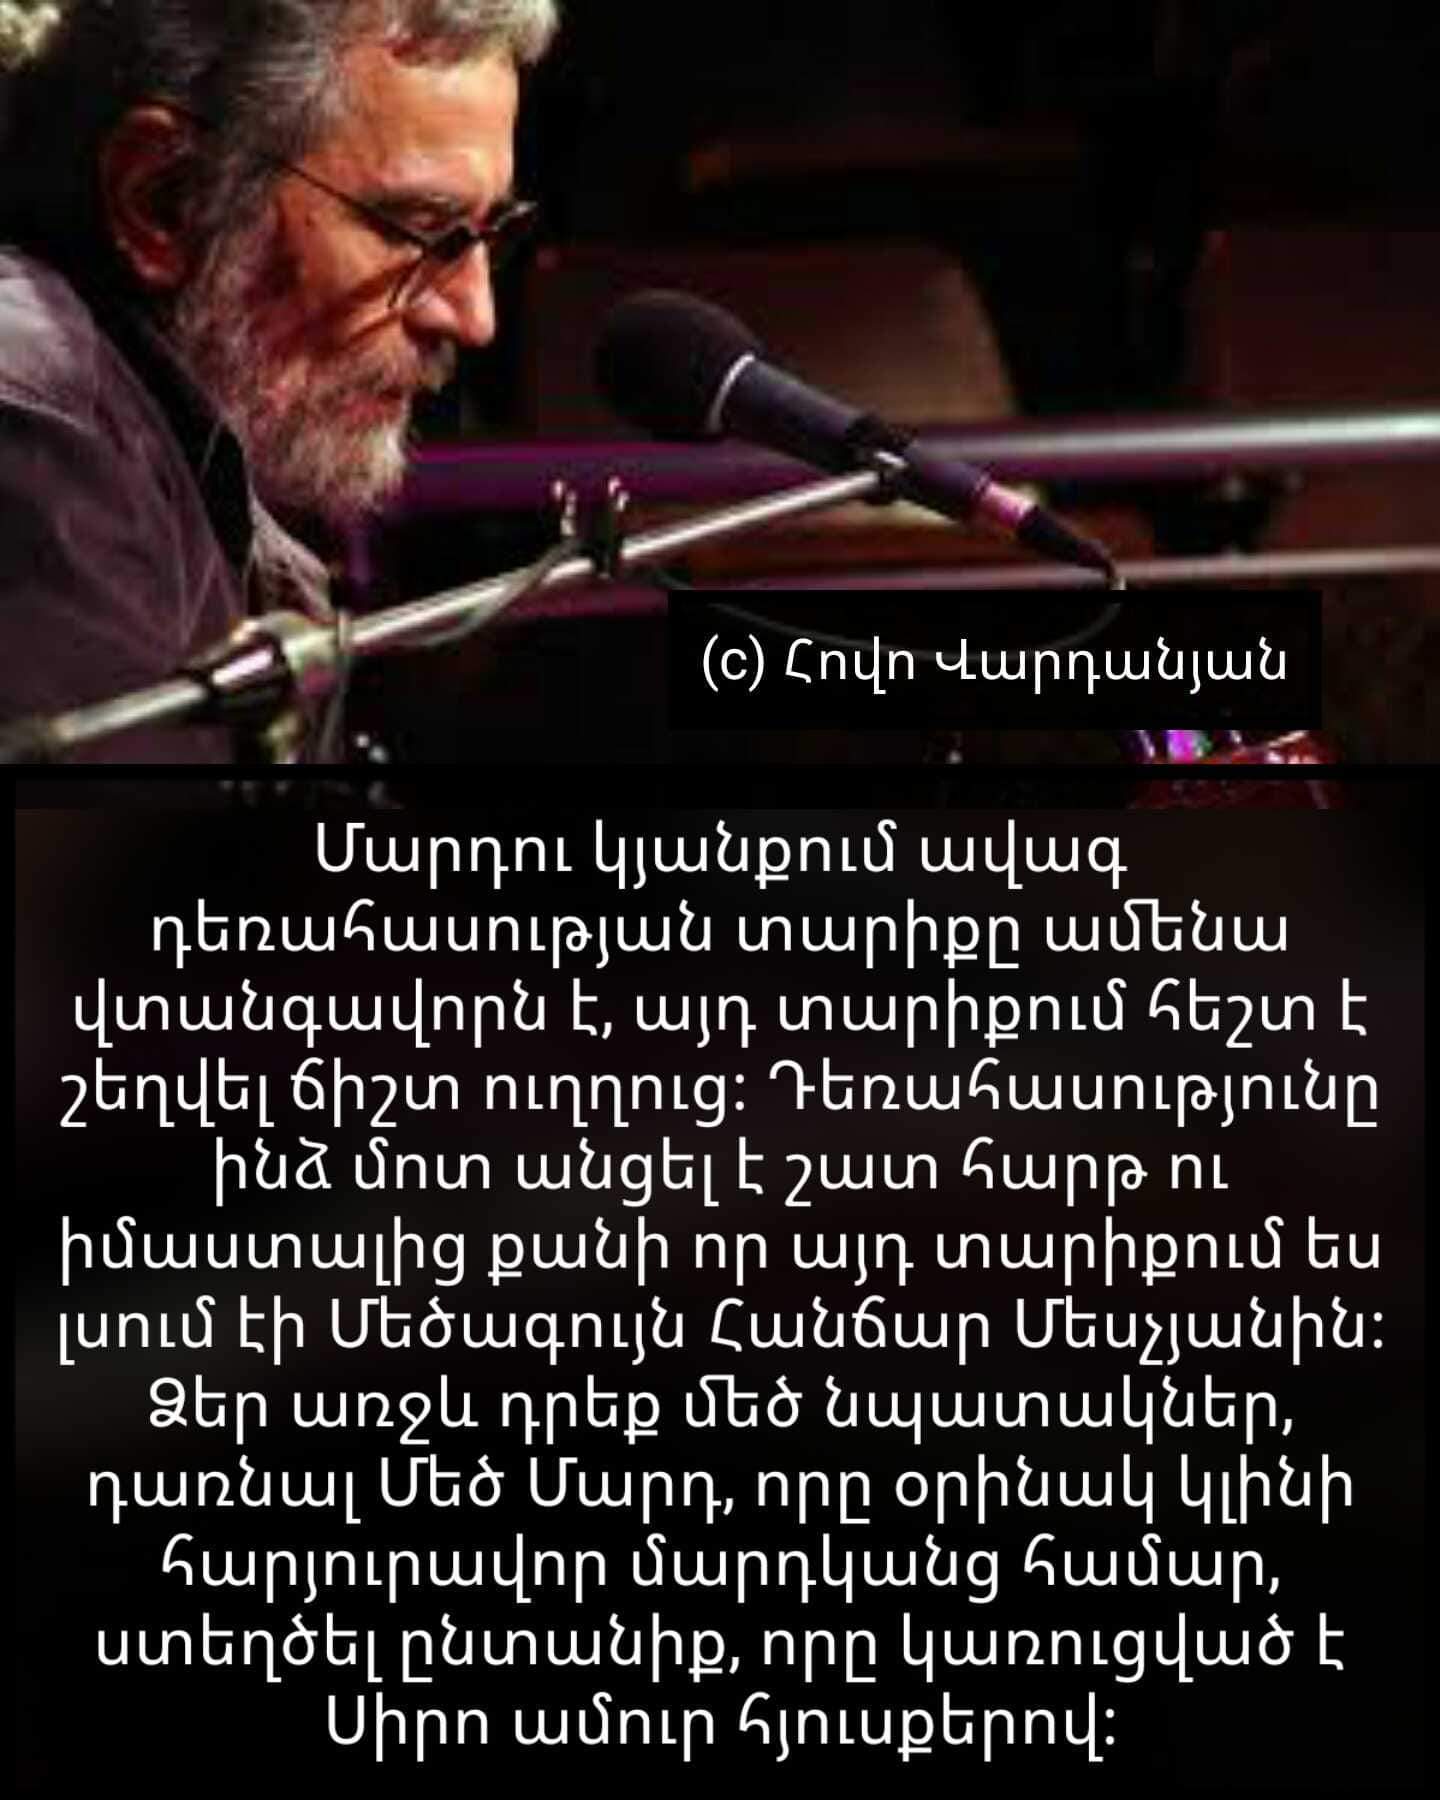 (c) Հովո Վարդանյան
Մարդու կյանքում ավագ
դեռահասության տարիքը ամենա
վտանգավորն է, այդ տարիքում հեշտ է
շեղվել ճիշտ ուղղուց: Դեռահասությունը
ինձ մոտ անցել է շատ հարթ ու
իմաստալից քանի որ այդ տարիքում ես
լսում էի Մեծագույն Հանճար Մեսչյանին:
Ձեր առջև դրեք մեծ նպատակներ,
դառնալ Մեծ Մարդ, որը օրինակ կլինի
հարյուրավոր մարդկանց համար,
ստեղծել ընտանիք, որը կառուցված է
Սիրո ամուր հյուսքերով: